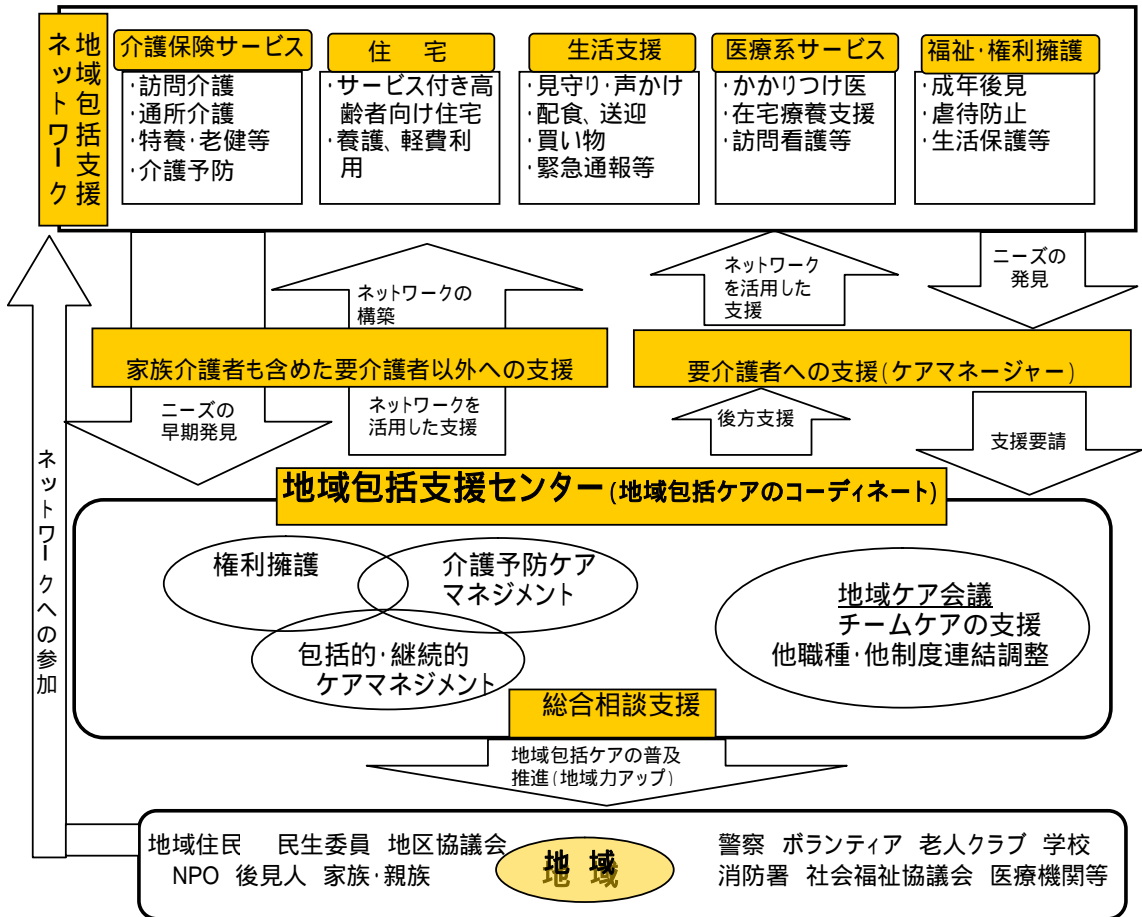 地域包括支援
ネットワーク
介護保険サービス
・訪問介護
・通所介護
・特養・老健等
・介護予防
住　宅
・サービス付き高
齢者向け住宅
・養護、軽費利
用
生活支援
・見守り・声かけ
・配食、送迎
・買い物
・緊急通報等
医療系サービス
・かかりつけ医
・在宅療養支援
・訪問看護等
福祉・権利擁護
・成年後見
・虐待防止
・生活保護等
ネットワークの
構築
ネットワーク
を活用した
支援
ニーズの
発見
家族介護者も含めた要介護者以外への支援
要介護者への支援(ケアマネージャー)
ニーズの
早期発見
ネットワークを
活用した支援
後方支援
支援要請
ネットワークへの参加
地域包括支援センター(地域包括ケアのコーディネート)
権利擁護
介護予防ケア
マネジメント
包括的・継続的
ケアマネジメント
地域ケア会議
チームケアの支援
他職種・他制度連結調整
総合相談支援
地域包括ケアの普及
推進(地域力アップ)
地域住民　民生委員　地区協議会
NPO　後見人　家族・親族
地　域
警察　ボランティア　老人クラブ　学校
消防署　社会福祉協議会　医療機関等